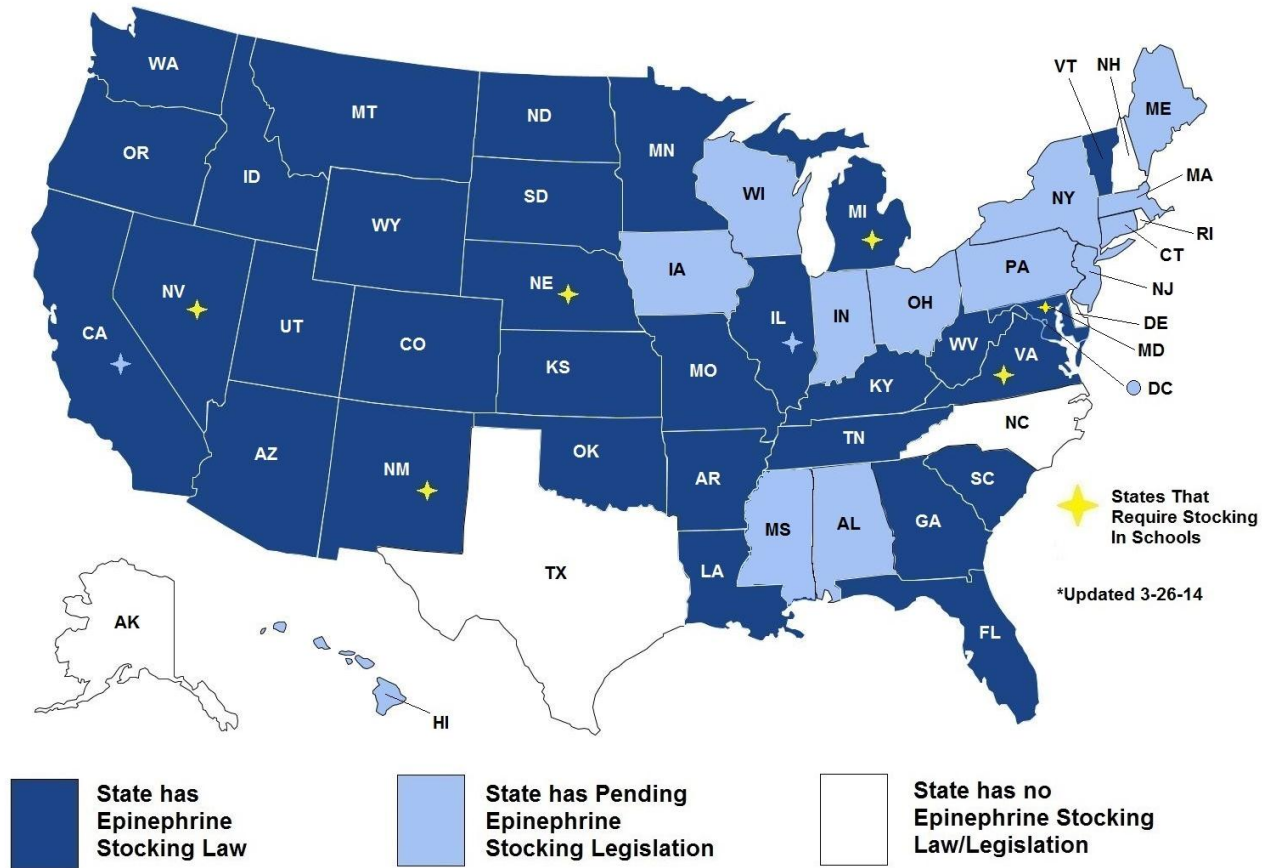 WA
MT
ND
MN
VT
NH
ME
OR
ID
SD
WI
MI
NY
MA
WY
RI
CT
IA
PA
NE
NJ
NV
OH
IL
IN
DE
CA
UT
CO
WV
VA
MD
KS
MO
KY
DC
NC
TN
AZ
OK
NM
AR
SC
States That
Require Stocking
In Schools
MS
AL
GA
TX
LA
*Updated 3-26-14
AK
FL
HI
State has
Epinephrine
Stocking Law
State has Pending
Epinephrine
Stocking Legislation
State has no
Epinephrine Stocking
Law/Legislation